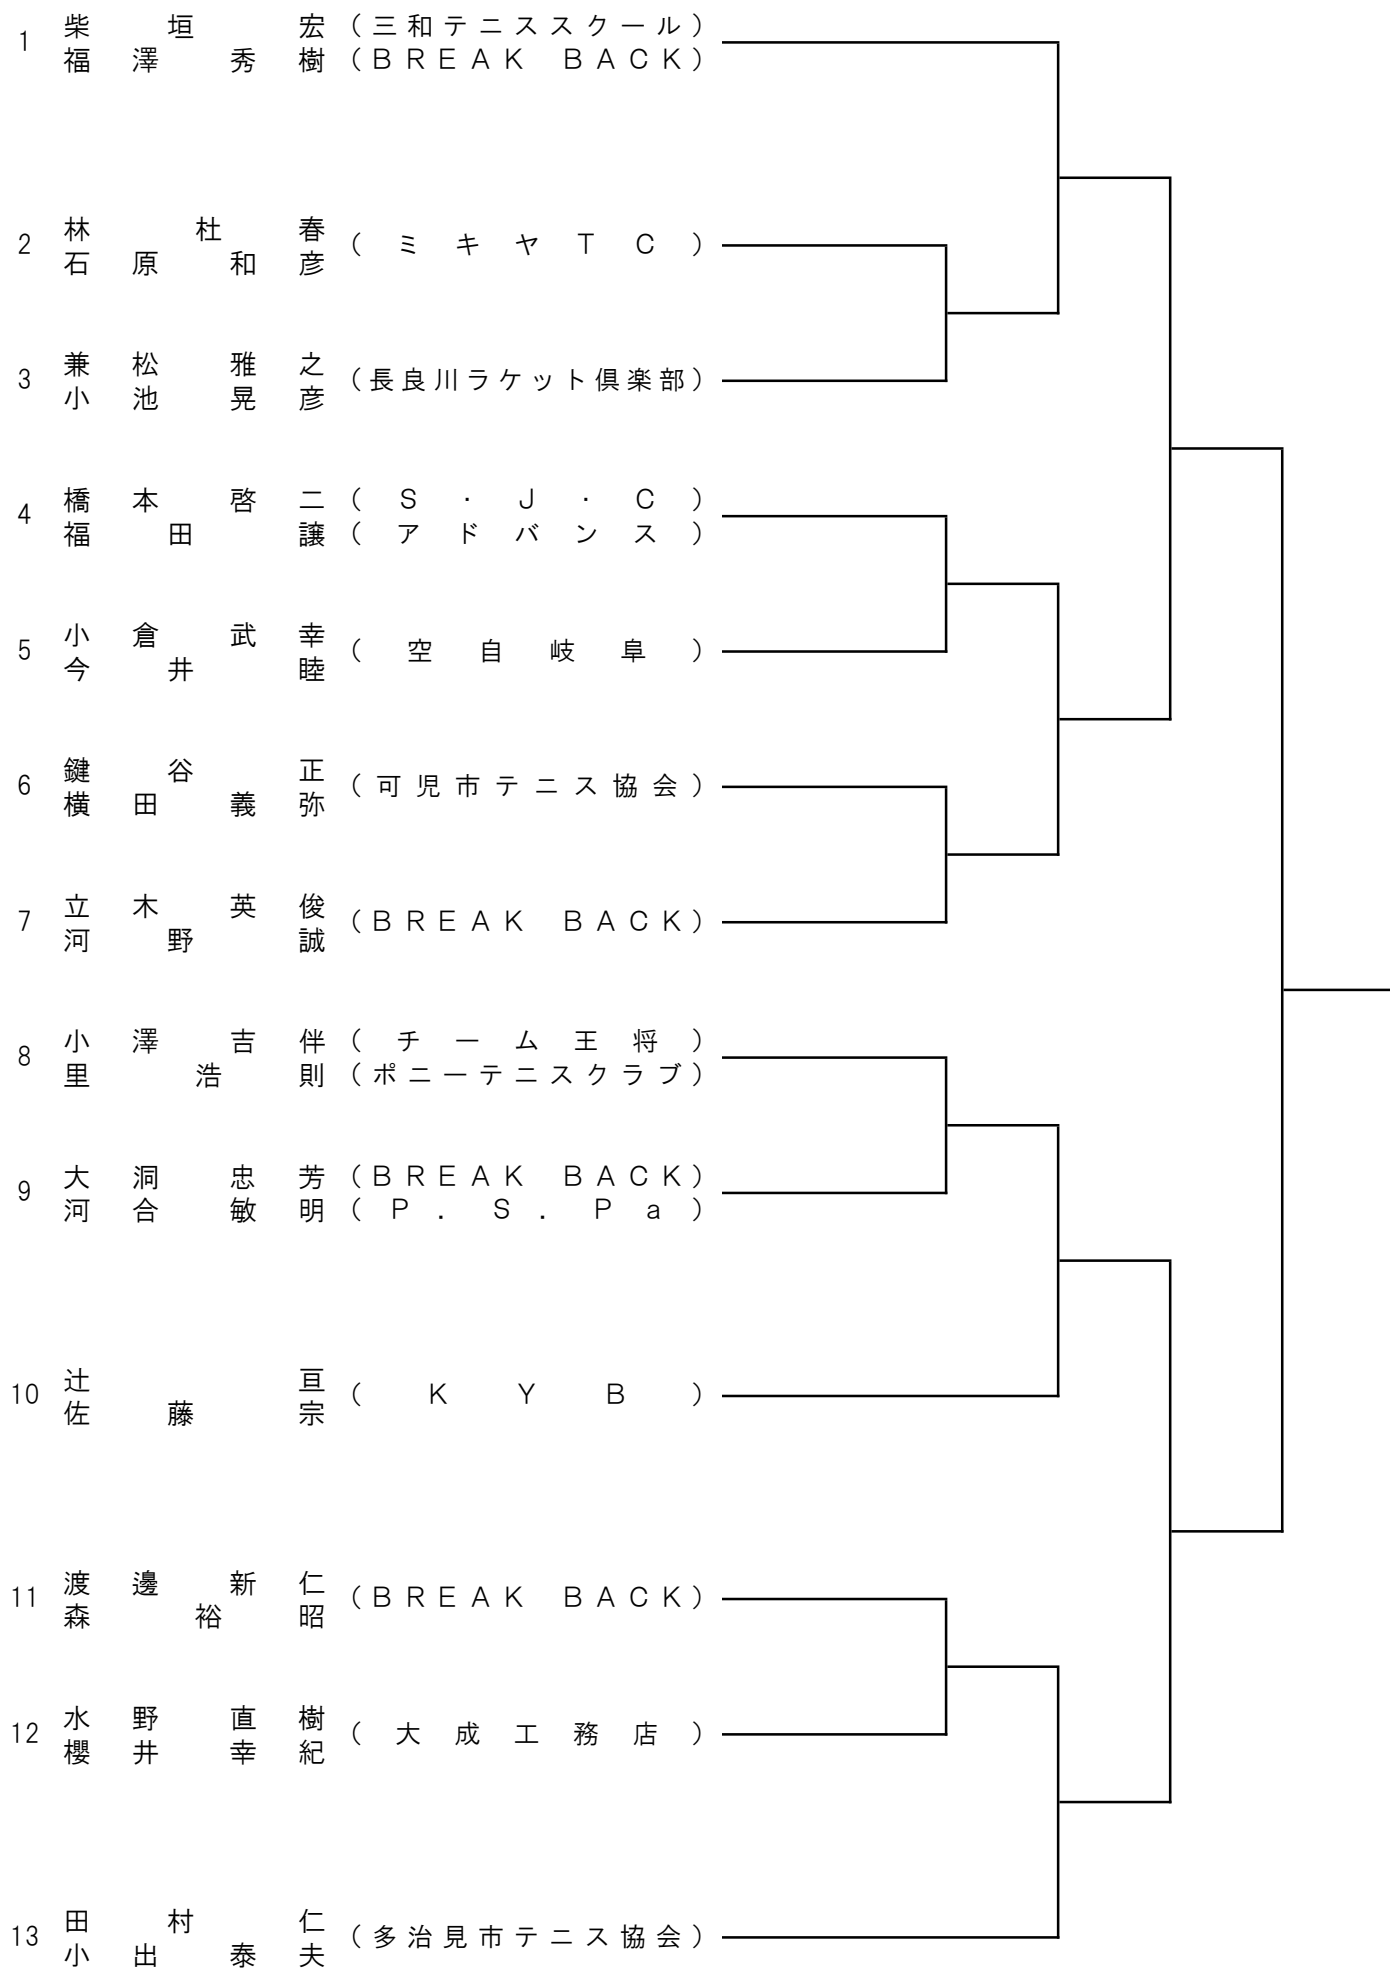 柴垣宏 (三和テニススクール)
1
福澤秀樹 (BREAK BACK)
林杜春
2 (ミキヤTC)
石原和彦
兼松雅之
3 (長良川ラケット倶楽部)
小池晃彦
橋本啓二 (S・J・C)
4
福田譲 (アドバンス)
小倉武幸
5 (空自岐阜)
今井睦
鍵谷正
6 (可児市テニス協会)
横田義弥
立木英俊
7 (BREAK BACK)
河野誠
小澤吉伴 (チーム王将)
8
里浩則 (ポニーテニスクラブ)
大洞忠芳 (BREAK BACK)
9
河合敏明 (P.S.Pa)
辻亘
10 (KYB)
佐藤宗
渡邊新仁
11 (BREAK BACK)
森裕昭
水野直樹
12 (大成工務店)
櫻井幸紀
田村仁
13 (多治見市テニス協会)
小出泰夫